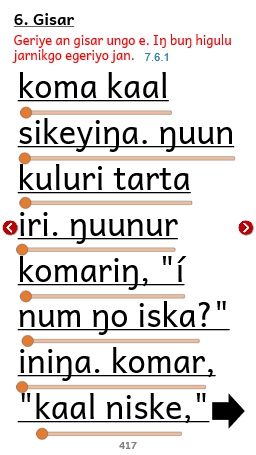 6. Gisar
Geriye an gisar ungo e. Iŋ buŋ higulu
jarnikgo egeriyo jan. 7.6.1
koma kaal
sikeyiŋa. ŋuun
kuluri tarta
iri. ŋuunur
komariŋ, "í
num ŋo iska?"
iniŋa. komar,
"kaal niske,"
417